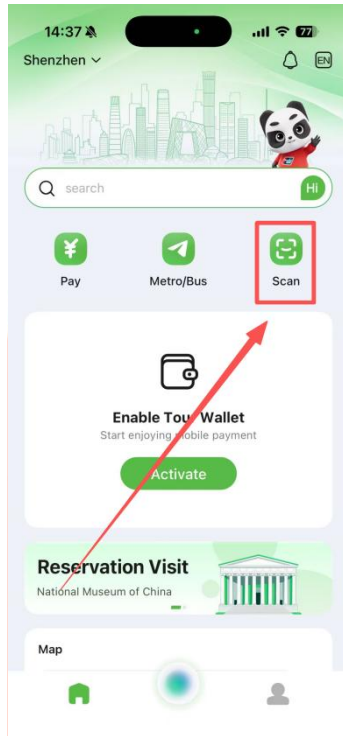 14:37
77
Shenzhen
EN
search
Hi
¥
Pay
Metro/Bus
Scan
Enable Tour Wallet
Start enjoying mobile payment
Activate
Reservation Visit
National Museum of China
Map